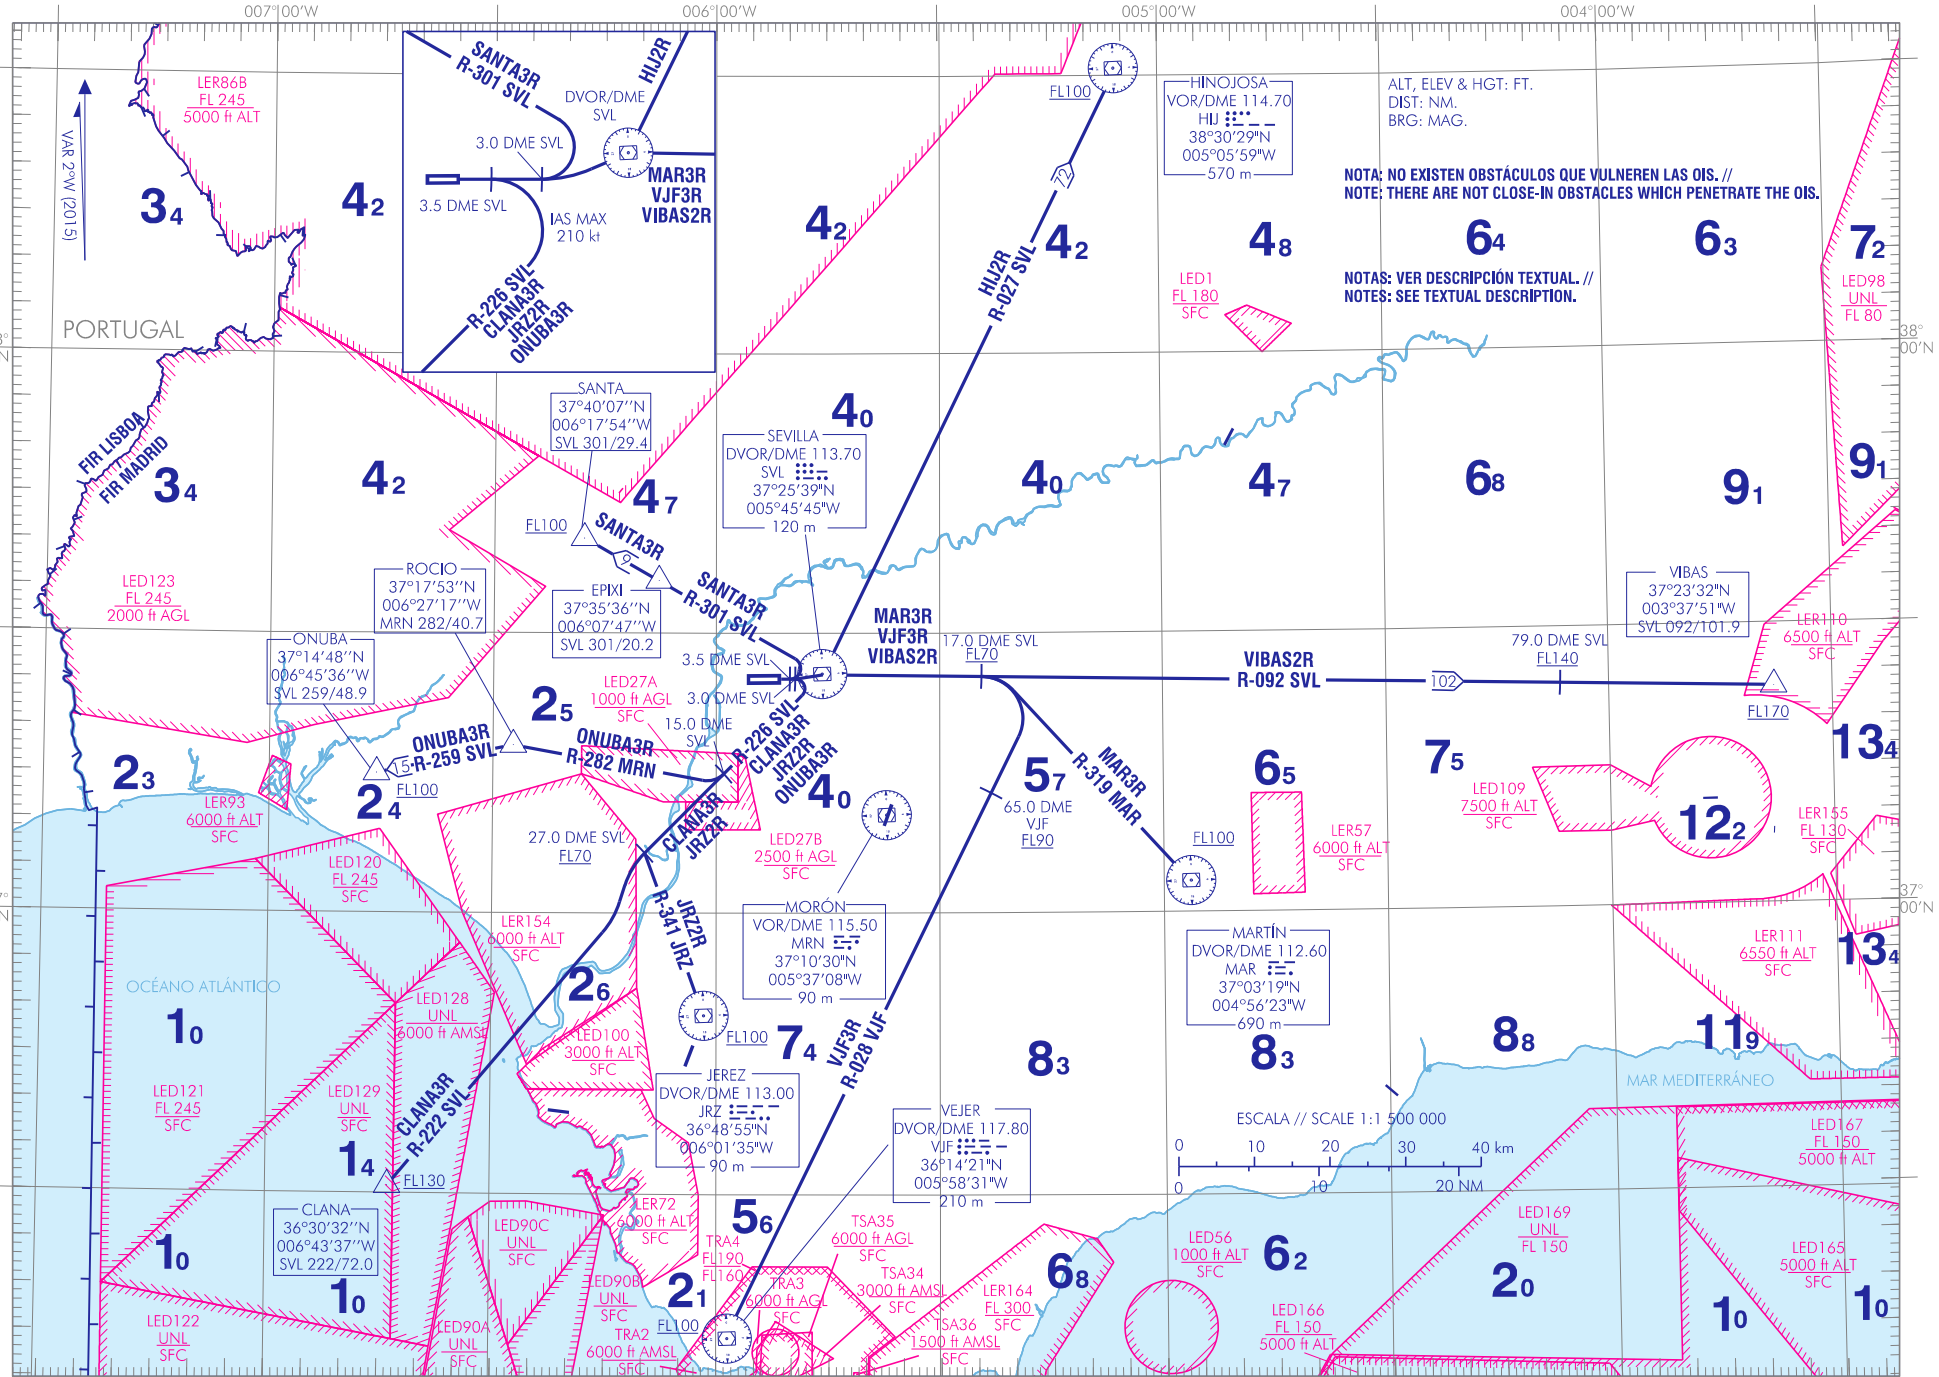 007°00'W
006°00'W
005°00'W
004°00'W
VAR 2°W (2015)
LER86B
FL 245
5000 ft ALT
SANTA3R
R-301 SVL
HIJ2R
DVOR/DME
SVL
3.0 DME SVL
3.5 DME SVL
MAR3R
VJF3R
VIBAS2R
IAS MAX
210 kt
R-226 SVL
CLANA3R
JRZ2R
ONUBA3R
FL100
HINOJOSA
VOR/DME 114.70
HIJ
38°30'29"N
005°05'59"W
570 m
ALT, ELEV & HGT: FT.
DIST: NM.
BRG: MAG.
NOTA: NO EXISTEN OBSTÁCULOS QUE VULNEREN LAS OIS. //
NOTE: THERE ARE NOT CLOSE-IN OBSTACLES WHICH PENETRATE THE OIS.
72
34
42
42
42
48
64
63
72
HIJ2R
R-027 SVL
LED1
FL 180
SFC
NOTAS: VER DESCRIPCIÓN TEXTUAL. //
NOTES: SEE TEXTUAL DESCRIPTION.
LED98
UNL
FL 80
PORTUGAL
38°
00'N
FIR LISBOA
FIR MADRID
SANTA
37°40'07''N
006°17'54''W
SVL 301/29.4
40
SEVILLA
DVOR/DME 113.70
SVL
37°25'39"N
005°45'45"W
120 m
34
42
47
40
47
68
91
91
FL100
SANTA3R
9
SANTA3R
R-301 SVL
LED123
FL 245
2000 ft AGL
ROCIO
37°17'53''N
006°27'17''W
MRN 282/40.7
EPIXI
37°35'36''N
006°07'47''W
SVL 301/20.2
VIBAS
37°23'32''N
003°37'51''W
SVL 092/101.9
LER110
6500 ft ALT
SFC
ONUBA
37°14'48''N
006°45'36''W
SVL 259/48.9
MAR3R
VJF3R
VIBAS2R
17.0 DME SVL
FL70
79.0 DME SVL
FL140
VIBAS2R
R-092 SVL
102
FL170
3.5 DME SVL
3.0 DME SVL
LED27A
1000 ft AGL
SFC
15.0 DME
SVL
25
R-226 SVL
CLANA3R
JRZ2R
ONUBA3R
ONUBA3R
R-259 SVL
15
FL100
ONUBA3R
R-282 MRN
23
24
40
57
65
75
134
MAR3R
R-319 MAR
65.0 DME
VJF
FL90
LER93
6000 ft ALT
SFC
LED109
7500 ft ALT
SFC
122
LER155
FL 130
SFC
27.0 DME SVL
FL70
CLANA3R
JRZ2R
LED27B
2500 ft AGL
SFC
FL100
LER57
6000 ft ALT
SFC
LED120
FL 245
SFC
37°
00'N
LER154
6000 ft ALT
SFC
JRZ2R
R-341 JRZ
MORÓN
VOR/DME 115.50
MRN
37°10'30"N
005°37'08"W
90 m
MARTÍN
DVOR/DME 112.60
MAR
37°03'19"N
004°56'23"W
690 m
LER111
6550 ft ALT
SFC
134
OCÉANO ATLÁNTICO
10
LED128
UNL
6000 ft AMSL
26
LED100
3000 ft ALT
SFC
FL100
74
83
83
88
119
VJF3R
R-028 VJF
MAR MEDITERRÁNEO
LED121
FL 245
SFC
LED129
UNL
SFC
CLANA3R
R-222 SVL
JEREZ
DVOR/DME 113.00
JRZ
36°48'55"N
006°01'35"W
90 m
VEJER
DVOR/DME 117.80
VJF
36°14'21"N
005°58'31"W
210 m
ESCALA // SCALE 1:1 500 000
0 10 20 30 40 km
0 10 20 NM
LED167
FL 150
5000 ft ALT
14
FL130
CLANA
36°30'32''N
006°43'37''W
SVL 222/72.0
LED90C
UNL
SFC
LER72
6000 ft ALT
SFC
56
TRA4
FL190
FL160
TSA35
6000 ft AGL
SFC
LED56
1000 ft ALT
SFC
62
LED169
UNL
FL 150
LED165
5000 ft ALT
SFC
10
10
LED90B
UNL
SFC
21
TRA3
6000 ft AGL
SFC
TSA34
3000 ft AMSL
SFC
LER164
FL 300
SFC
68
20
10
10
LED122
UNL
SFC
LED90A
UNL
SFC
FL100
TRA2
6000 ft AMSL
SFC
TSA36
1500 ft AMSL
SFC
LED166
FL 150
5000 ft ALT